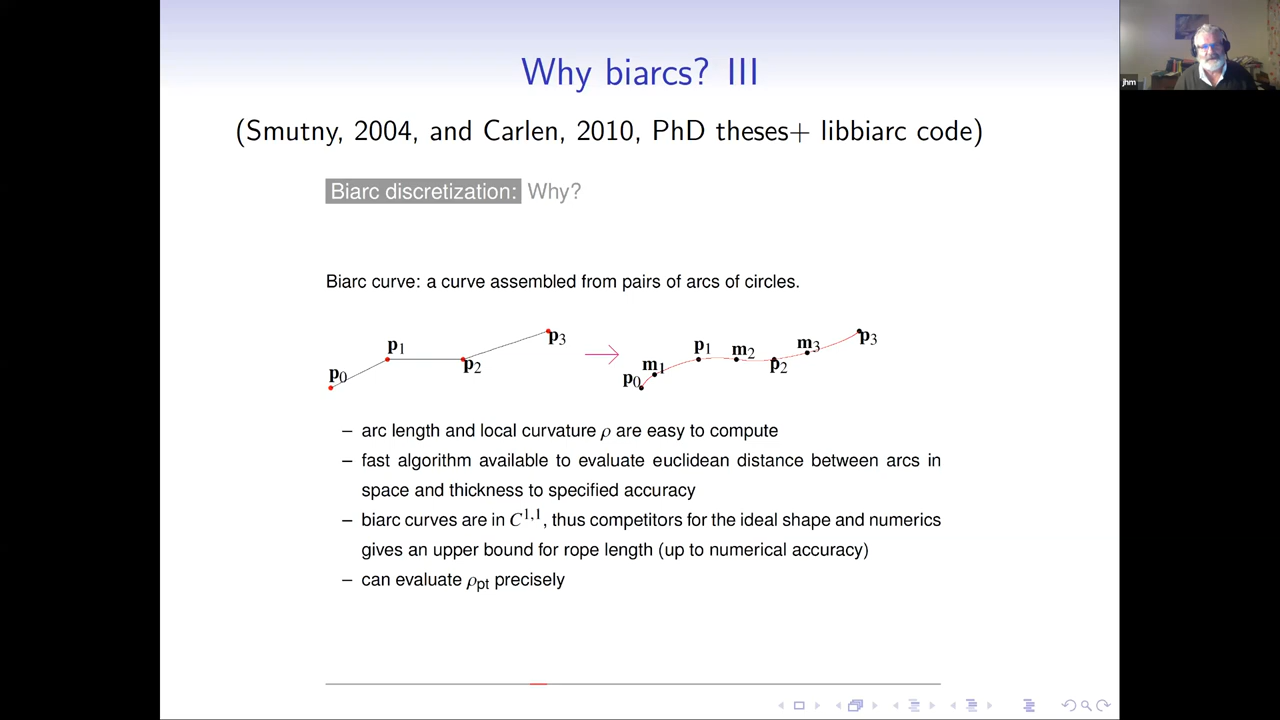 Why biarcs? III
jhm
(Smutny, 2004, and Carlen, 2010, PhD theses+ libbiarc code)
Biarc discretization: Why?
Biarc curve: a curve assembled from pairs of arcs of circles.
p0 p1 p2 p3
p0 m1 p1 m2 p2 m3 p3
– arc length and local curvature ρ are easy to compute
– fast algorithm available to evaluate euclidean distance between arcs in
space and thickness to specified accuracy
– biarc curves are in C^1,1, thus competitors for the ideal shape and numerics
gives an upper bound for rope length (up to numerical accuracy)
– can evaluate ρpt precisely